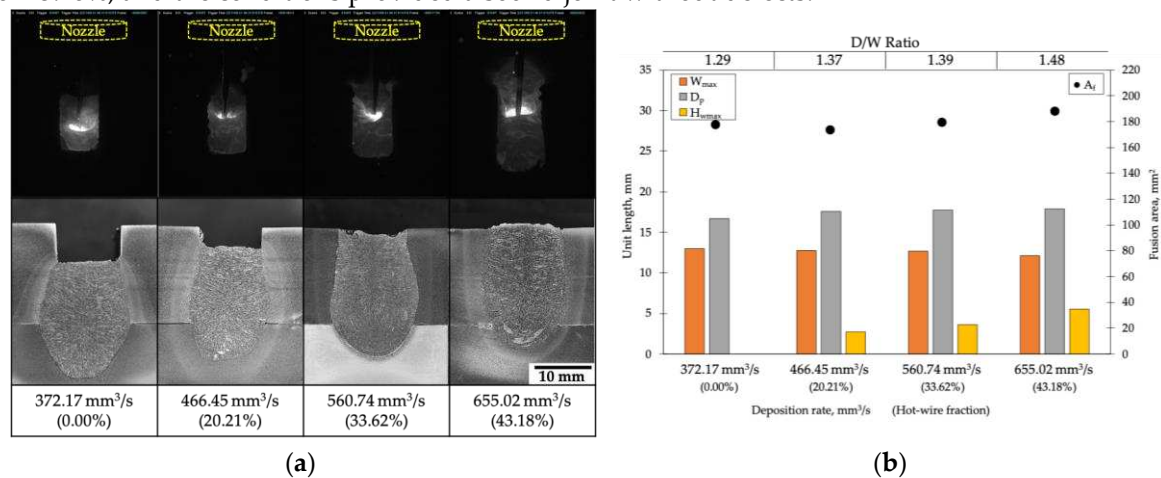 D/W Ratio
1.29 1.37 1.39 1.48
Nozzle Nozzle Nozzle Nozzle
10 mm
372.17 mm³/s 466.45 mm³/s 560.74 mm³/s 655.02 mm³/s
(0.00%) (20.21%) (33.62%) (43.18%)
(a)
Unit length, mm
35
30
25
20
15
10
5
0
Wmax
Dp
Hwmax
Af
220
200
180
160
140
120
100
80
60
40
20
0
Fusion area, mm²
372.17 mm³/s 466.45 mm³/s 560.74 mm³/s 655.02 mm³/s
(0.00%) (20.21%) (33.62%) (43.18%)
Deposition rate, mm³/s (Hot-wire fraction)
(b)